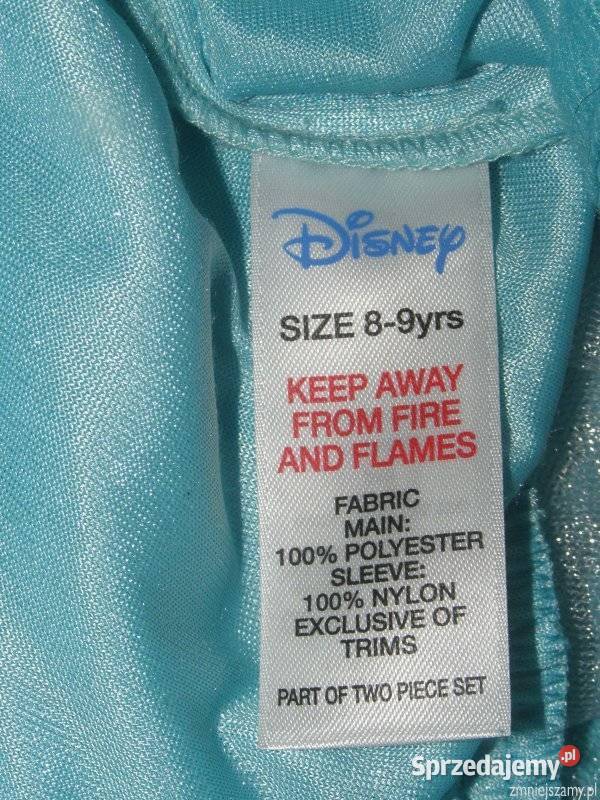 Disney
SIZE 8-9yrs
KEEP AWAY
FROM FIRE
AND FLAMES
FABRIC
MAIN:
100% POLYESTER
SLEEVE:
100% NYLON
EXCLUSIVE OF
TRIMS
PART OF TWO PIECE SET
Sprzedajemy.pl
zmniejszamy.pl